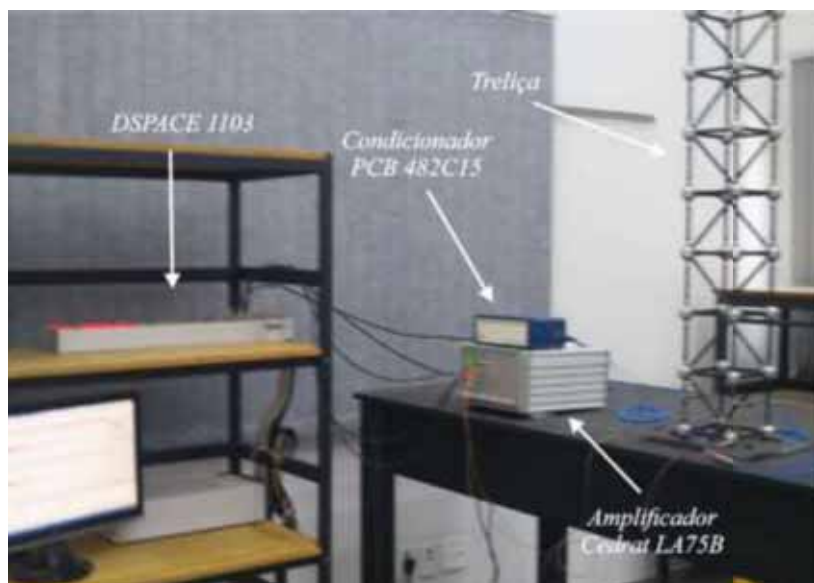 Treliça
DSPACE 1103
Condicionador
PCB 482C15
Amplificador
Cedrat LA75B